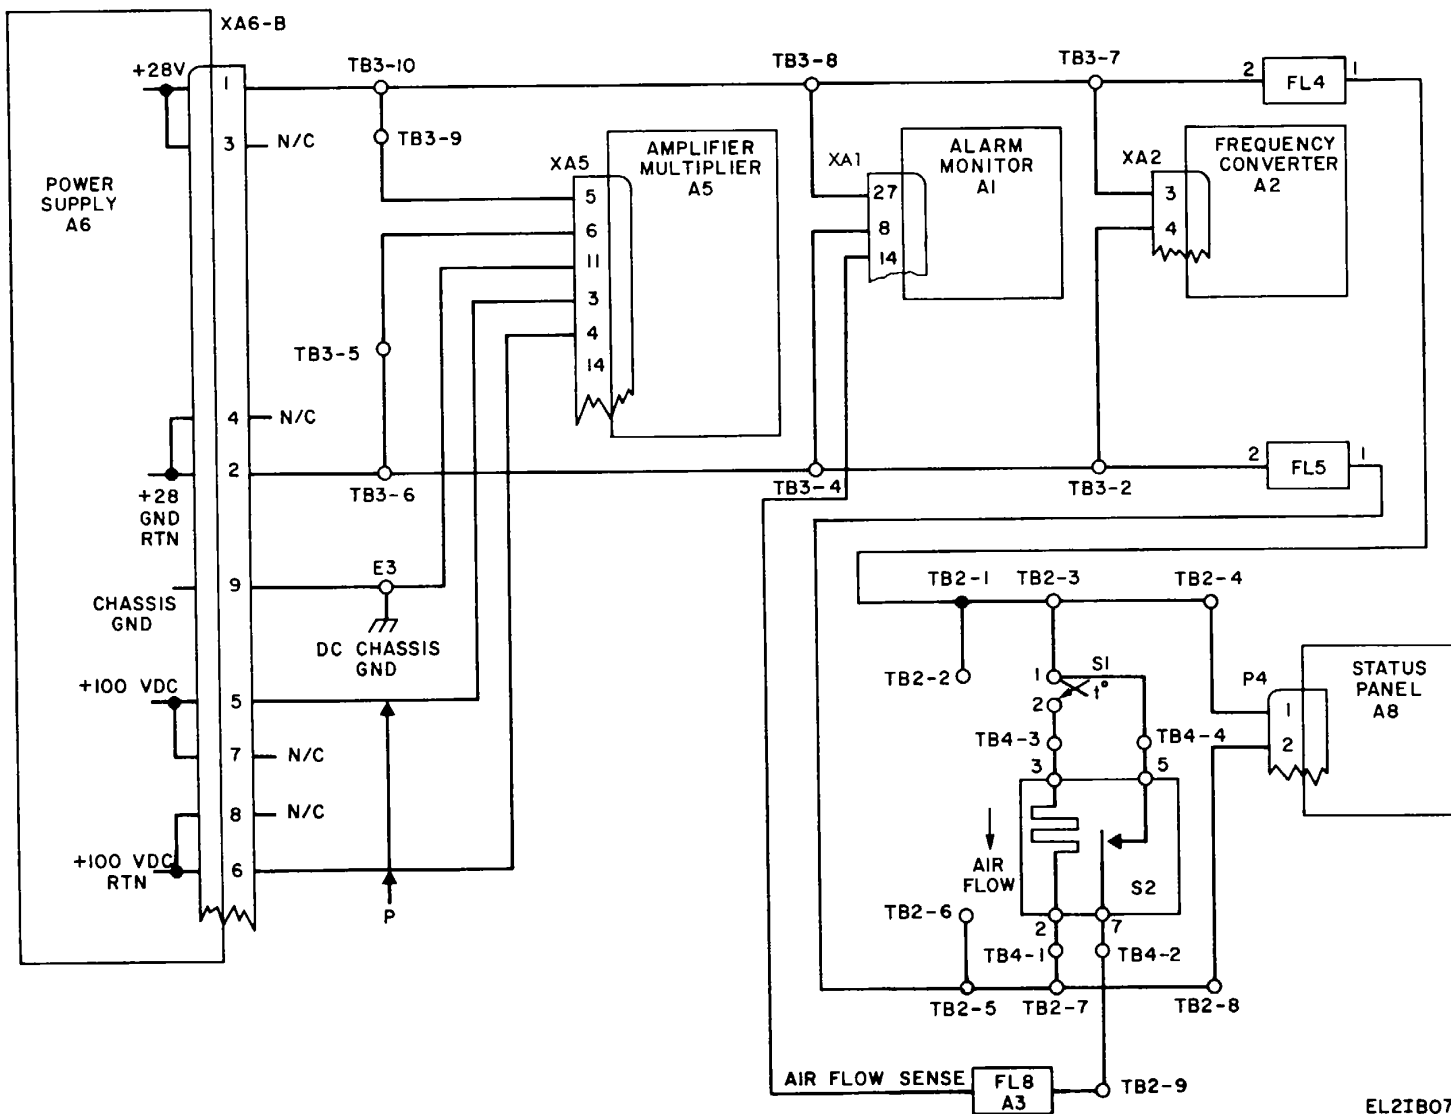 XA6-B
+28V
1
TB3-10
TB3-8
TB3-7
2
FL4
1
3
N/C
TB3-9
POWER
SUPPLY
A6
XA5
AMPLIFIER
MULTIPLIER
A5
5
6
11
3
4
14
XA1
ALARM
MONITOR
A1
27
8
14
XA2
FREQUENCY
CONVERTER
A2
3
4
TB3-5
4
N/C
2
+28
GND
RTN
TB3-6
TB3-4
TB3-2
2
FL5
1
9
E3
CHASSIS
GND
DC CHASSIS
GND
TB2-1
TB2-3
TB2-4
+100 VDC
5
7
N/C
8
N/C
+100 VDC
RTN
6
P
TB2-2
1
S1
t°
2
P4
1
2
STATUS
PANEL
A8
TB4-3
TB4-4
3
5
AIR
FLOW
S2
TB2-6
2
7
TB4-1
TB4-2
TB2-5
TB2-7
TB2-8
AIR FLOW SENSE
FL8
A3
TB2-9
EL2IB07